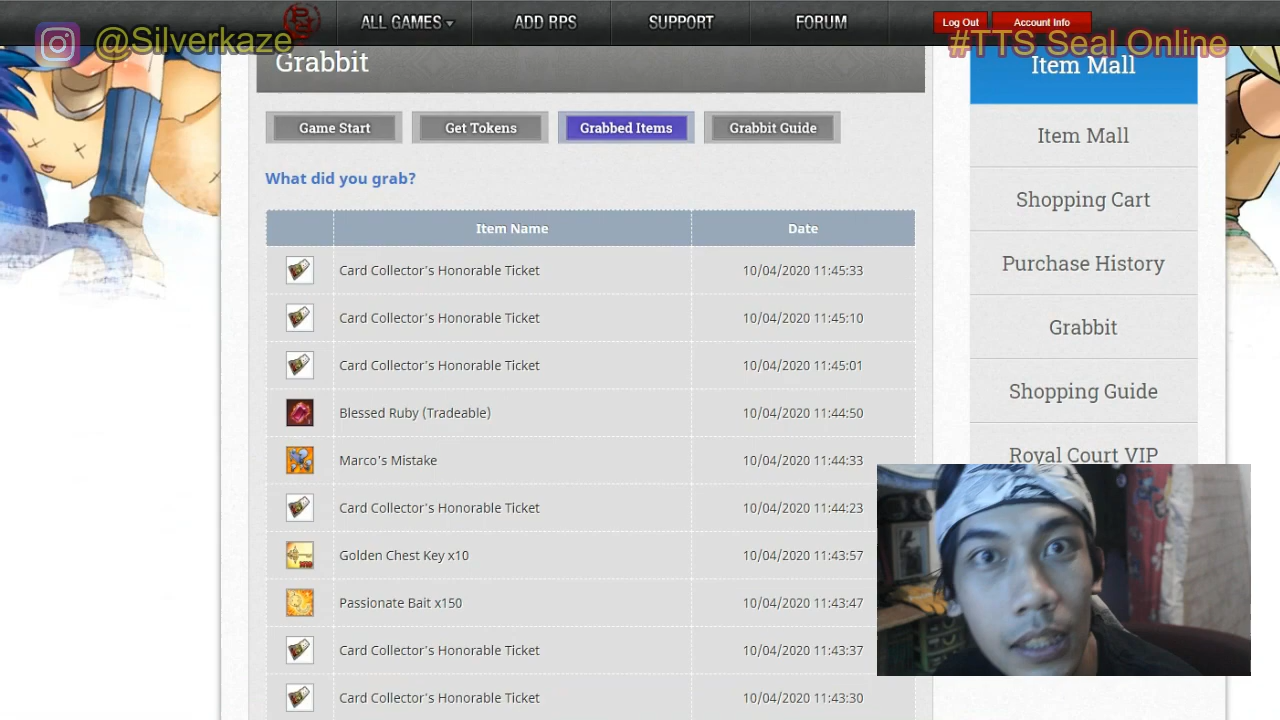 ALL GAMES
ADD RPS
SUPPORT
FORUM
Log Out
Account Info
@Silverkaze
#TTS Seal Online
Grabbit
Game Start
Get Tokens
Grabbed Items
Grabbit Guide
What did you grab?
Item Name Date
Card Collector's Honorable Ticket 10/04/2020 11:45:33
Card Collector's Honorable Ticket 10/04/2020 11:45:10
Card Collector's Honorable Ticket 10/04/2020 11:45:01
Blessed Ruby (Tradeable) 10/04/2020 11:44:50
Marco's Mistake 10/04/2020 11:44:33
Card Collector's Honorable Ticket 10/04/2020 11:44:23
Golden Chest Key x10 10/04/2020 11:43:57
Passionate Bait x150 10/04/2020 11:43:47
Card Collector's Honorable Ticket 10/04/2020 11:43:37
Card Collector's Honorable Ticket 10/04/2020 11:43:30
Item Mall
Item Mall
Shopping Cart
Purchase History
Grabbit
Shopping Guide
Royal Court VIP